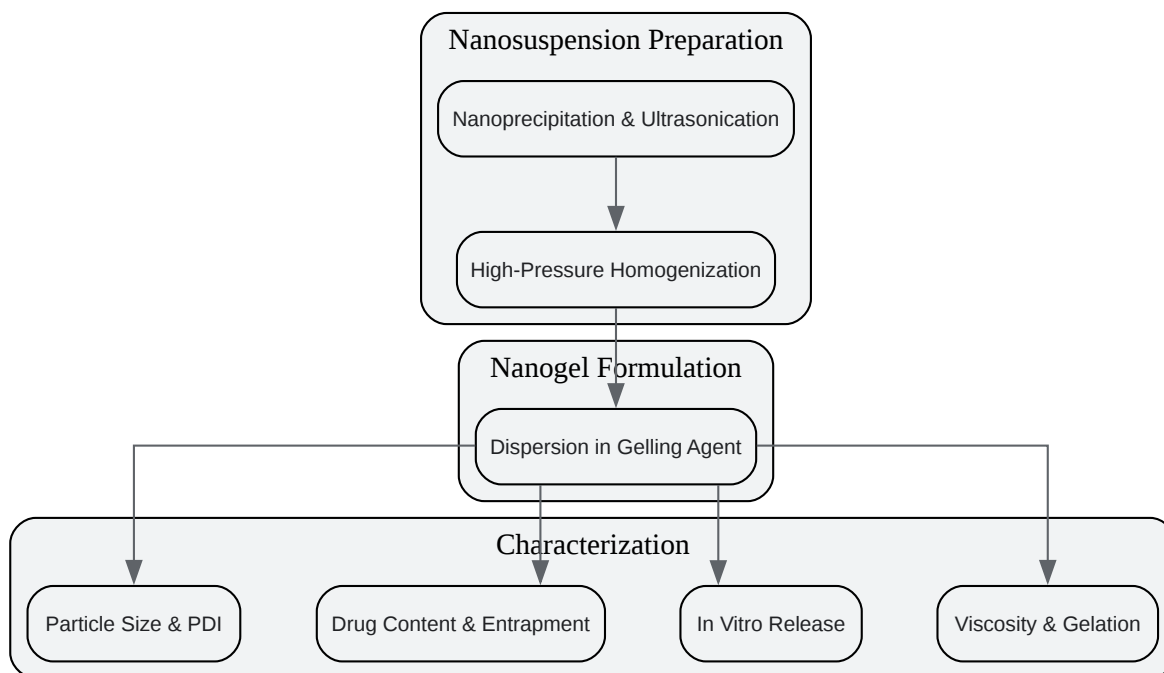 Nanosuspension Preparation
Nanoprecipitation & Ultrasonication
High-Pressure Homogenization
Nanogel Formulation
Dispersion in Gelling Agent
Characterization
Particle Size & PDI
Drug Content & Entrapment
In Vitro Release
Viscosity & Gelation